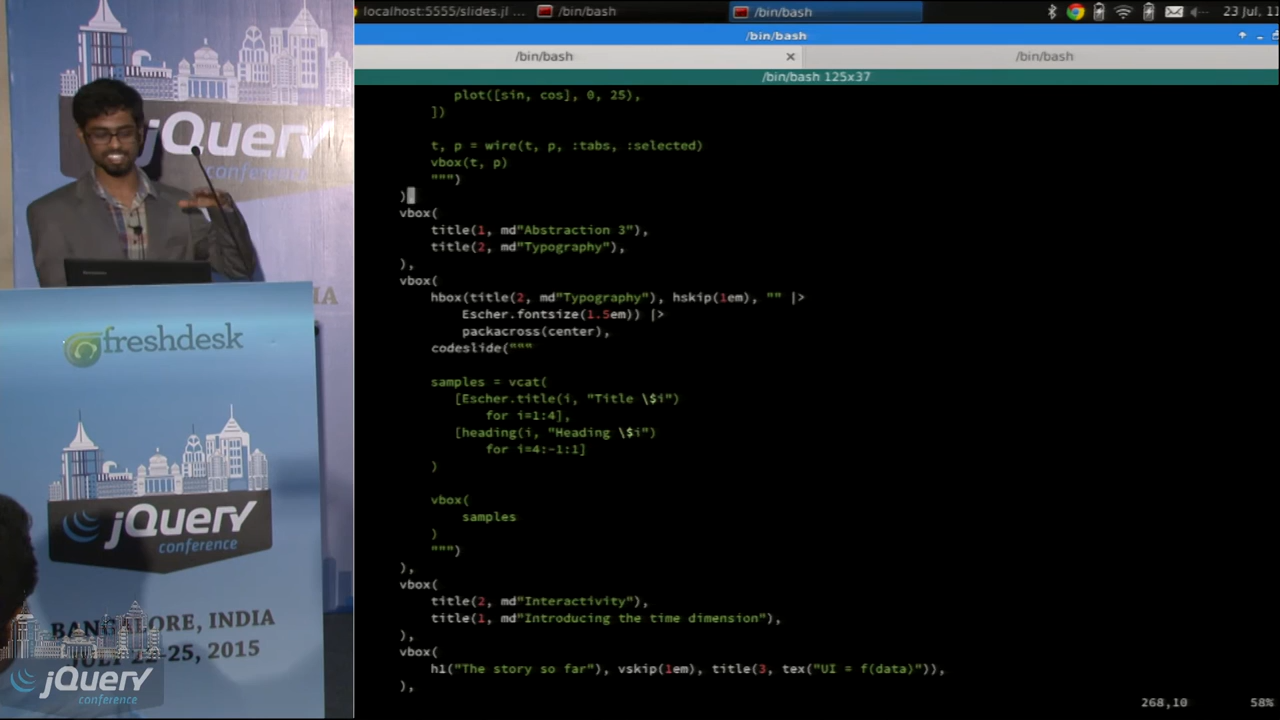 localhost:5555/slides.jl ...
/bin/bash
/bin/bash
23 Jul, 11
/bin/bash
/bin/bash
/bin/bash
/bin/bash 125x37
plot([sin, cos], 0, 25),
])
t, p = wire(t, p, :tabs, :selected)
vbox(t, p)
""")
)
vbox(
title(1, md"Abstraction 3"),
title(2, md"Typography"),
),
vbox(
hbox(title(2, md"Typography"), hskip(1em), "" |>
Escher.fontsize(1.5em)) |>
packacross(center),
codeslide("""
samples = vcat(
[Escher.title(i, "Title \$i")
for i=1:4],
[heading(i, "Heading \$i")
for i=4:-1:1]
)
vbox(
samples
)
""")
),
vbox(
title(2, md"Interactivity"),
title(1, md"Introducing the time dimension"),
),
vbox(
h1("The story so far"), vskip(1em), title(3, tex("UI = f(data)")),
),
268,10
58%
jQuery
conference
freshdesk
jQuery
conference
BANGALORE, INDIA
JULY 22-25, 2015
jQuery
conference